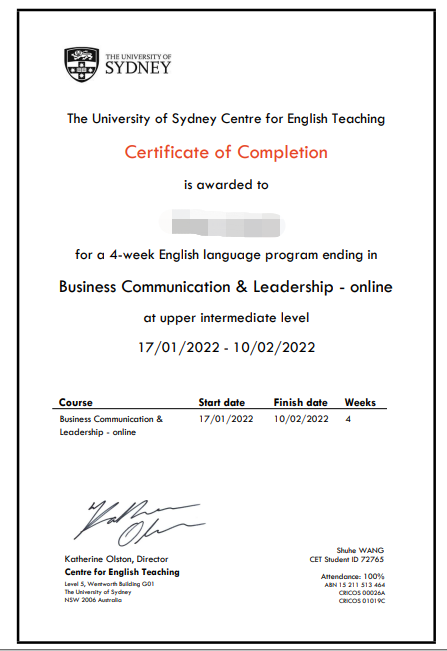 THE UNIVERSITY OF
SYDNEY
The University of Sydney Centre for English Teaching
Certificate of Completion
is awarded to
for a 4-week English language program ending in
Business Communication & Leadership - online
at upper intermediate level
17/01/2022 - 10/02/2022
Course Start date Finish date Weeks
Business Communication & 17/01/2022 10/02/2022 4
Leadership - online
Katherine Olston, Director
Centre for English Teaching
Level 5, Wentworth Building G01
The University of Sydney
NSW 2006 Australia
Shuhe WANG
CET Student ID 72765
Attendance: 100%
ABN 15 211 513 464
CRICOS 00026A
CRICOS 01019C